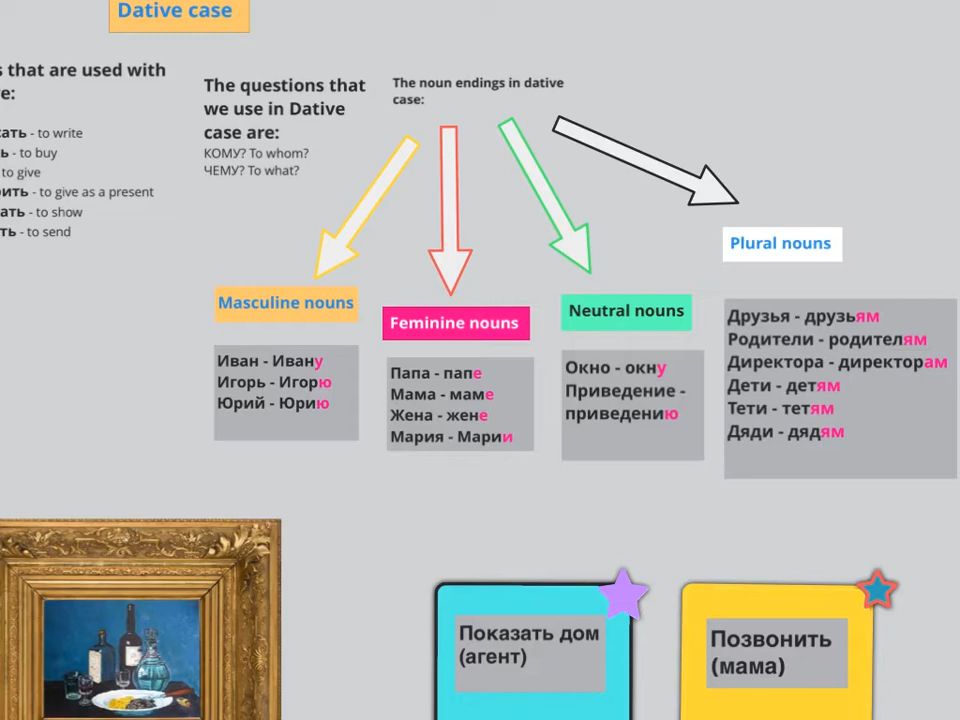 Dative case
s that are used with
ve:
ать - to write
ь - to buy
to give
рить - to give as a present
ать - to show
ть - to send
The questions that
we use in Dative
case are:
КОМУ? To whom?
ЧЕМУ? To what?
The noun endings in dative
case:
Masculine nouns
Иван - Ивану
Игорь - Игорю
Юрий - Юрию
Feminine nouns
Папа - папе
Мама - маме
Жена - жене
Мария - Марии
Neutral nouns
Окно - окну
Приведение -
приведению
Plural nouns
Друзья - друзьям
Родители - родителям
Директора - директорам
Дети - детям
Тети - тетям
Дяди - дядям
Показать дом
(агент)
Позвонить
(мама)